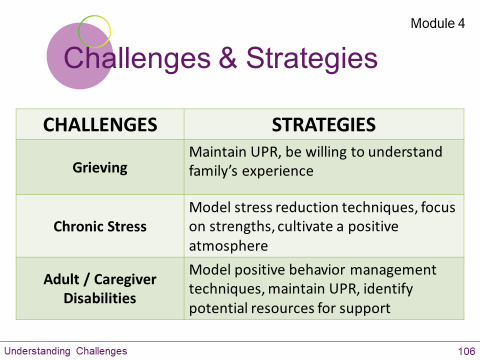 Module 4
Challenges & Strategies
CHALLENGES
STRATEGIES
Grieving
Maintain UPR, be willing to understand
family's experience
Chronic Stress
Model stress reduction techniques, focus
on strengths, cultivate a positive
atmosphere
Adult / Caregiver
Disabilities
Model positive behavior management
techniques, maintain UPR, identify
potential resources for support
Understanding Challenges
106